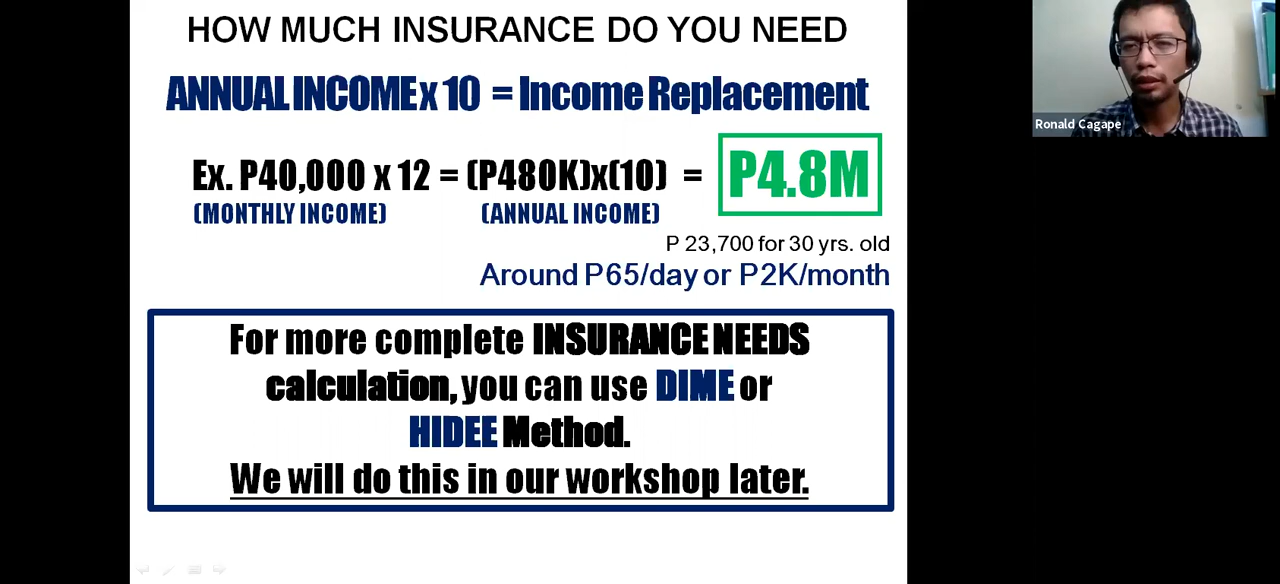 HOW MUCH INSURANCE DO YOU NEED
ANNUAL INCOME x 10 = Income Replacement
Ex. P40,000 x 12 = (P480K)x(10) = P4.8M
(MONTHLY INCOME) (ANNUAL INCOME)
P 23,700 for 30 yrs. old
Around P65/day or P2K/month
For more complete INSURANCE NEEDS
calculation, you can use DIME or
HIDEE Method.
We will do this in our workshop later.
Ronald Cagape